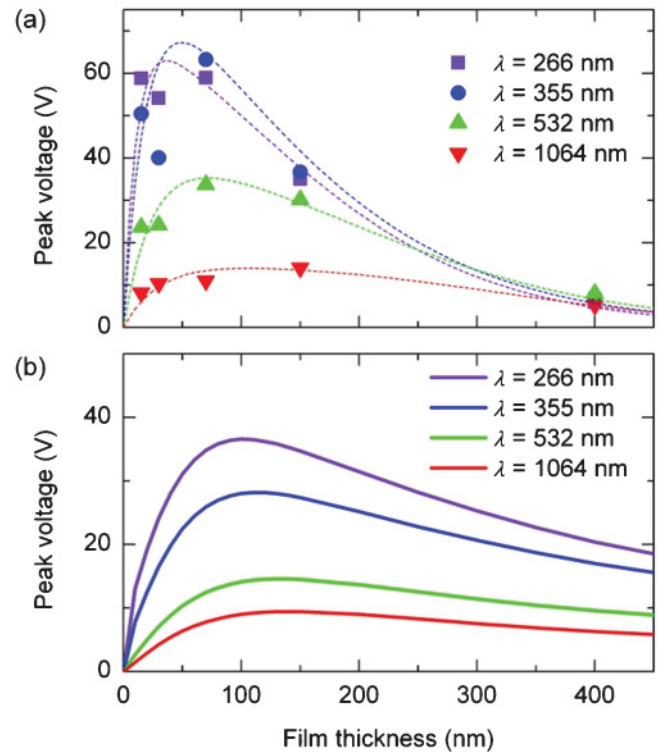 (a)
60
40
20
0
Peak voltage (V)
λ = 266 nm
λ = 355 nm
λ = 532 nm
λ = 1064 nm
(b)
40
20
0
Peak voltage (V)
λ = 266 nm
λ = 355 nm
λ = 532 nm
λ = 1064 nm
0 100 200 300 400
Film thickness (nm)